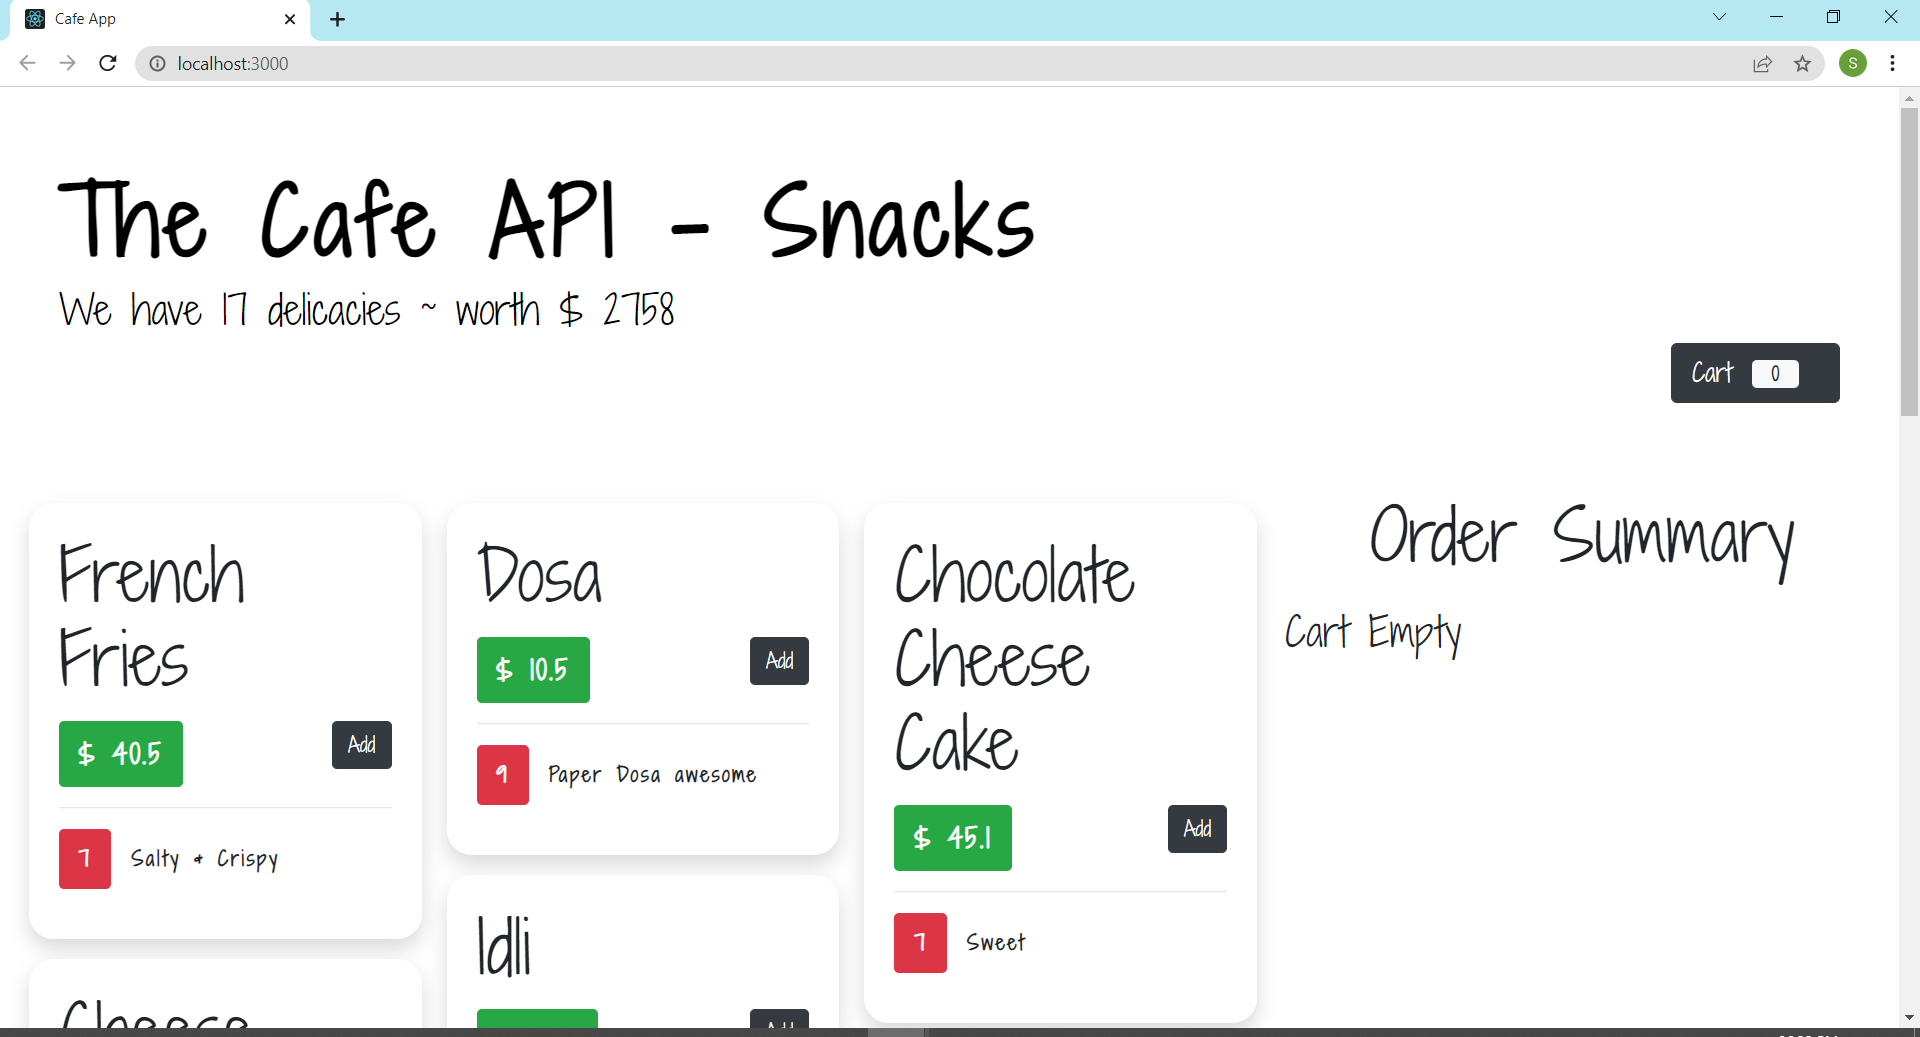 Cafe App
localhost:3000
S
The Cafe API - Snacks
We have 17 delicacies ~ worth $ 2758
Cart 0
French
Fries
$ 40.5
Add
7 Salty & Crispy
Dosa
$ 10.5
Add
9 Paper Dosa awesome
Chocolate
Cheese
Cake
$ 45.1
Add
7 Sweet
Order Summary
Cart Empty
Cheese
Idli
Add